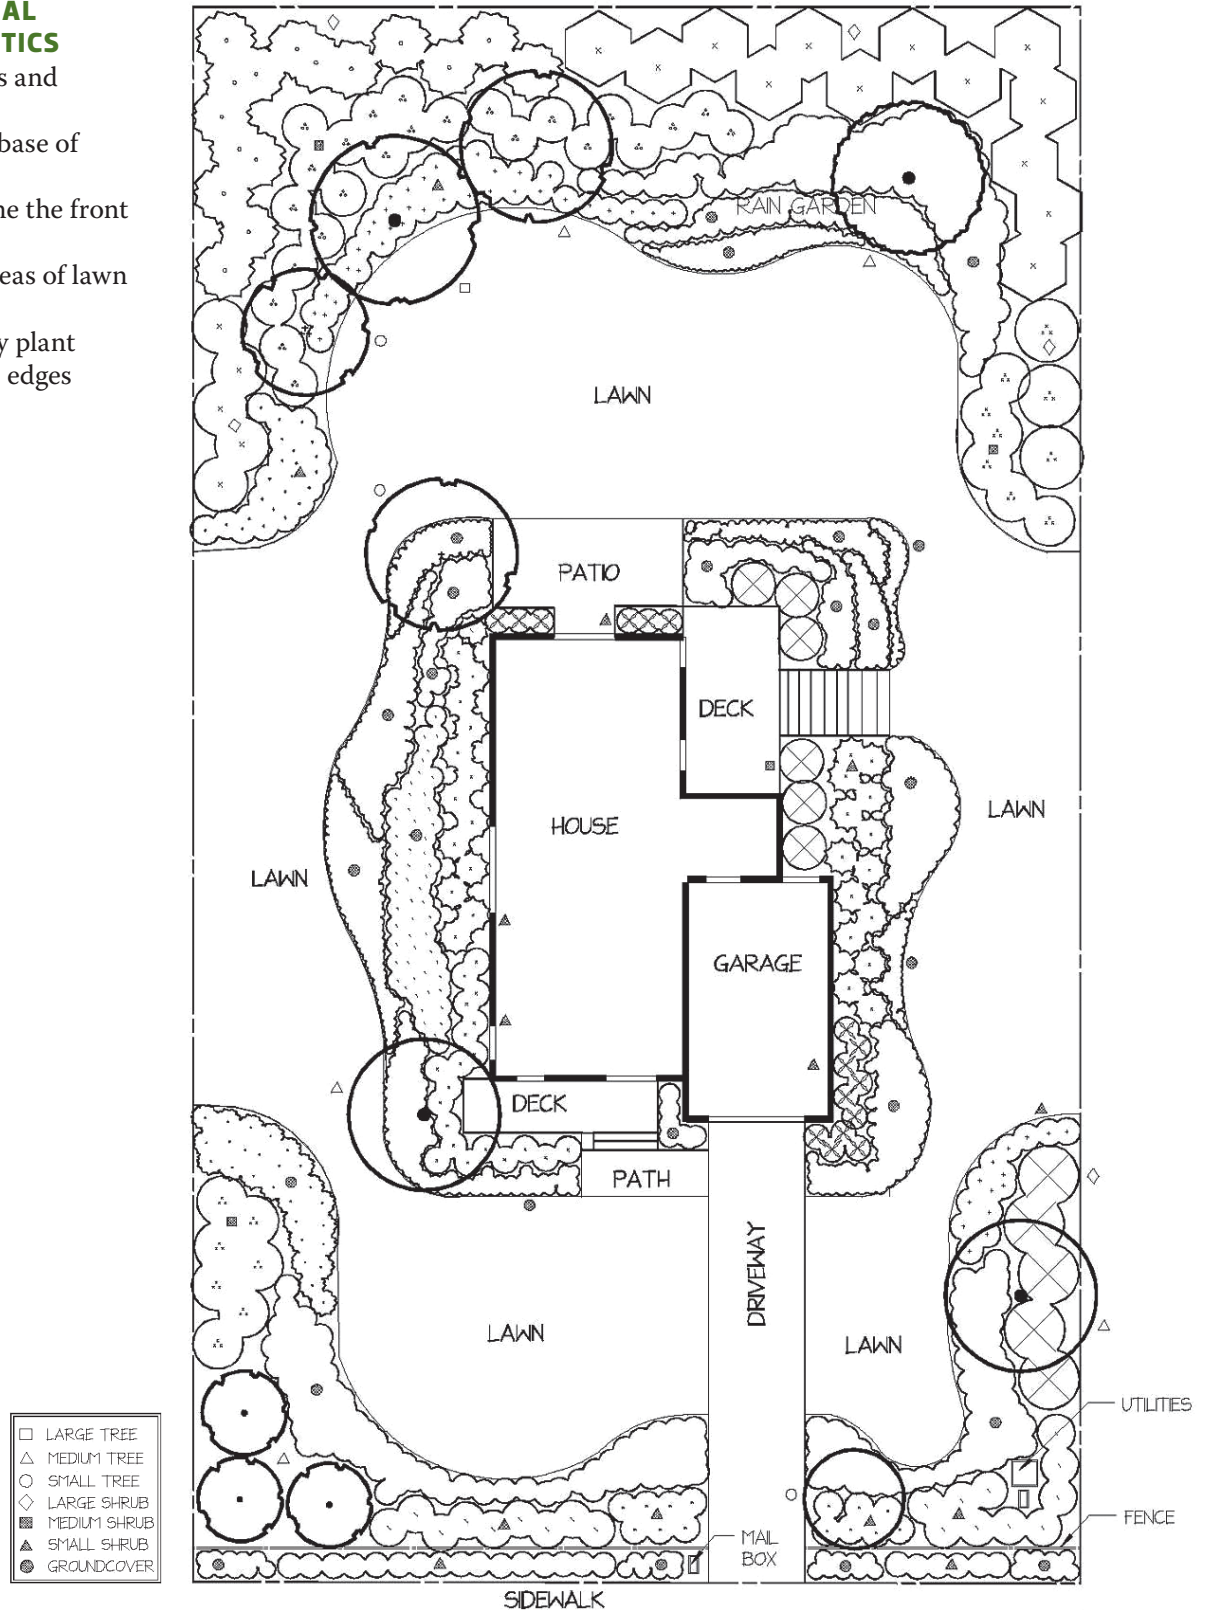 AL
TICS
s and
base of
ne the front
eas of lawn
y plant
edges
RAIN GARDEN
LAWN
PATIO
DECK
HOUSE
LAWN
LAWN
GARAGE
DECK
PATH
DRIVEWAY
LAWN
LAWN
UTILITIES
FENCE
MAIL
BOX
SIDEWALK
LARGE TREE
MEDIUM TREE
SMALL TREE
LARGE SHRUB
MEDIUM SHRUB
SMALL SHRUB
GROUNDCOVER